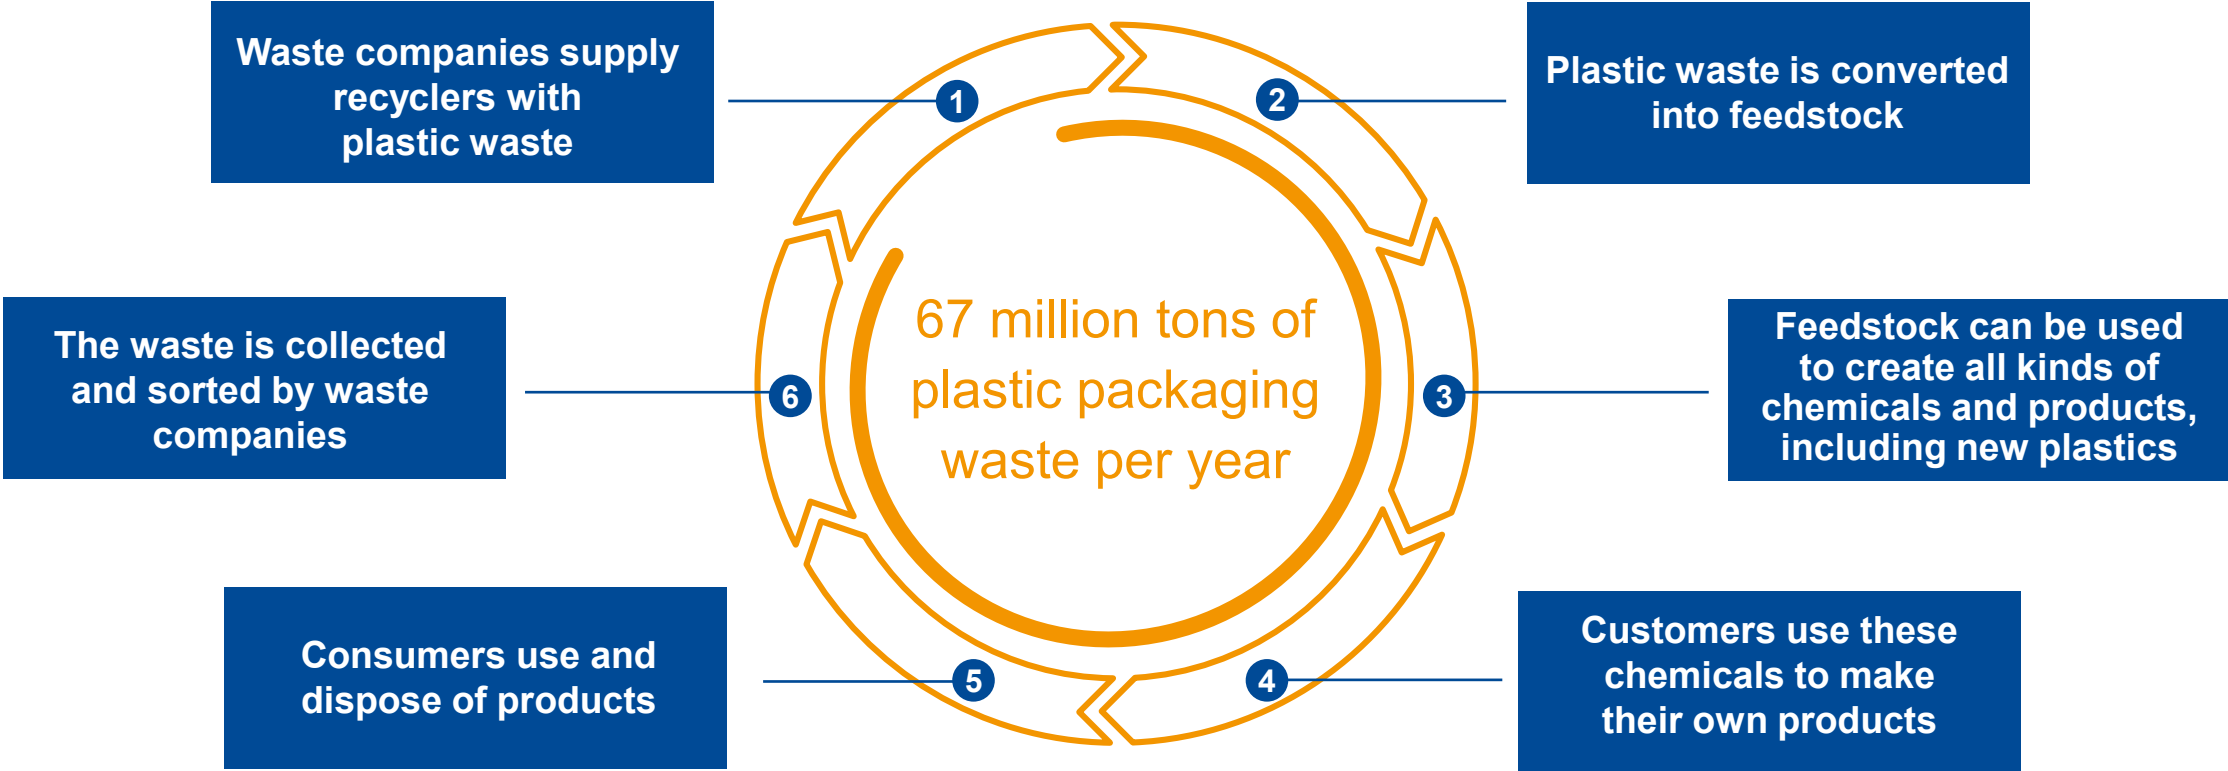 Waste companies supply
recyclers with
plastic waste
1
2
Plastic waste is converted
into feedstock
67 million tons of
plastic packaging
waste per year
3
Feedstock can be used
to create all kinds of
chemicals and products,
including new plastics
4
Customers use these
chemicals to make
their own products
5
Consumers use and
dispose of products
6
The waste is collected
and sorted by waste
companies